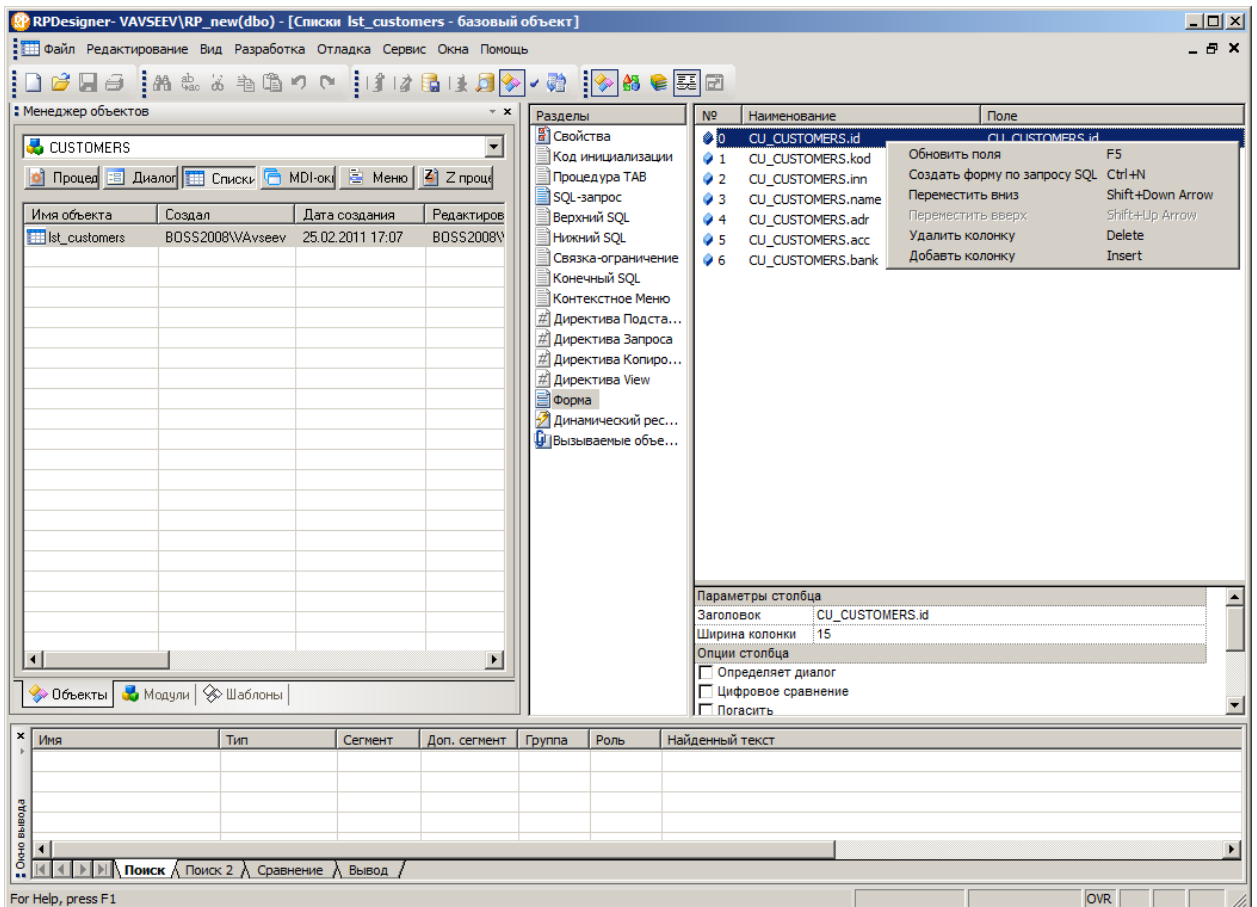 RPDesigner- VAVSEEV\RP_new(dbo) - [Списки lst_customers - базовый объект]
Файл Редактирование Вид Разработка Отладка Сервис Окна Помощь
Менеджер объектов
CUSTOMERS
Процед Диалог Списки MDI-окн Меню Z проце
Имя объекта Создал Дата создания Редактиров
lst_customers BOSS2008\VAvseev 25.02.2011 17:07 BOSS2008\V
Объекты Модули Шаблоны
Разделы
Свойства
Код инициализации
Процедура TAB
SQL-запрос
Верхний SQL
Нижний SQL
Связка-ограничение
Конечный SQL
Контекстное Меню
Директива Подста...
Директива Запроса
Директива Копиро...
Директива View
Форма
Динамический рес...
Вызываемые объе...
№ Наименование Поле
0 CU_CUSTOMERS.id CU_CUSTOMERS.id
1 CU_CUSTOMERS.kod
2 CU_CUSTOMERS.inn
3 CU_CUSTOMERS.name
4 CU_CUSTOMERS.adr
5 CU_CUSTOMERS.acc
6 CU_CUSTOMERS.bank
Обновить поля F5
Создать форму по запросу SQL Ctrl+N
Переместить вниз Shift+Down Arrow
Переместить вверх Shift+Up Arrow
Удалить колонку Delete
Добавть колонку Insert
Параметры столбца
Заголовок CU_CUSTOMERS.id
Ширина колонки 15
Опции столбца
Определяет диалог
Цифровое сравнение
Погасить
Окно вывода
Имя Тип Сегмент Доп. сегмент Группа Роль Найденный текст
Поиск Поиск 2 Сравнение Вывод
For Help, press F1 OVR